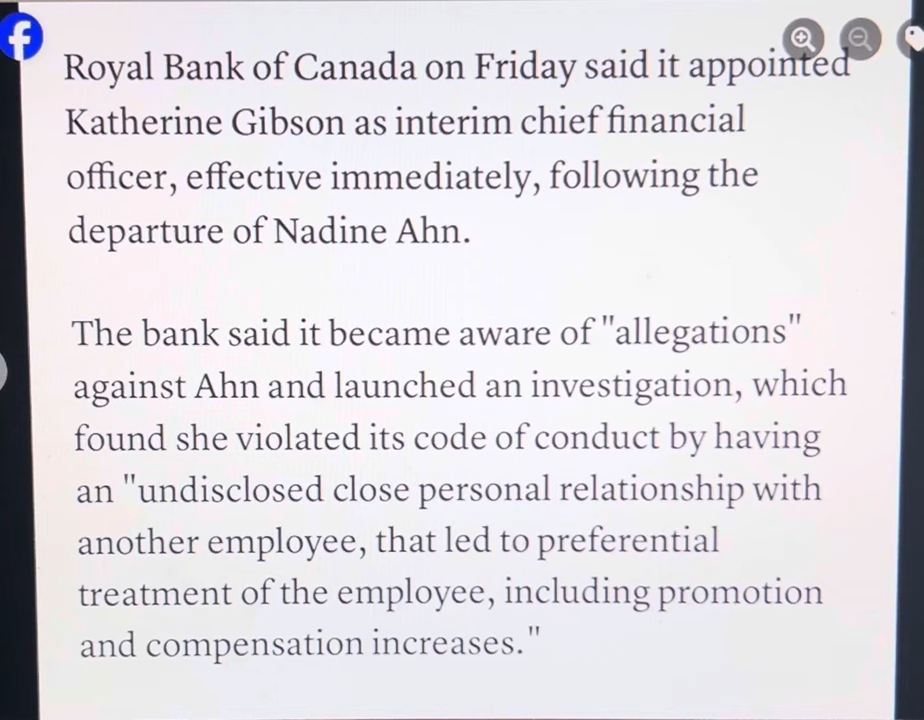 Royal Bank of Canada on Friday said it appointed
Katherine Gibson as interim chief financial
officer, effective immediately, following the
departure of Nadine Ahn.
The bank said it became aware of "allegations"
against Ahn and launched an investigation, which
found she violated its code of conduct by having
an "undisclosed close personal relationship with
another employee, that led to preferential
treatment of the employee, including promotion
and compensation increases."